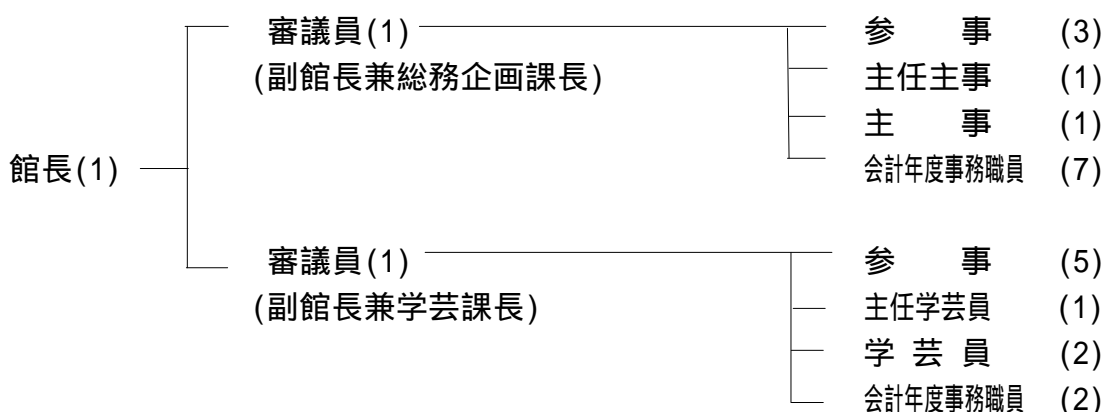 審議員(1)
(副館長兼総務企画課長)
参事 (3)
主任主事 (1)
主事 (1)
会計年度事務職員 (7)
館長(1)
審議員(1)
(副館長兼学芸課長)
参事 (5)
主任学芸員 (1)
学芸員 (2)
会計年度事務職員 (2)